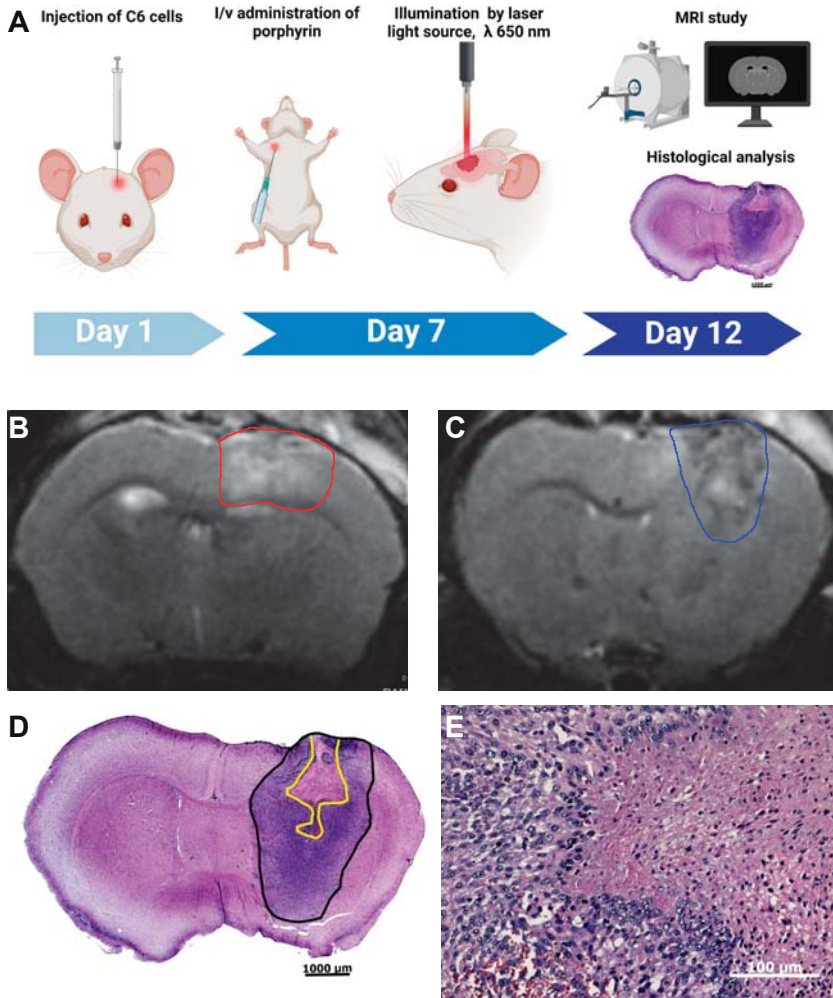 A
Injection of C6 cells
I/v administration of
porphyrin
Illumination by laser
light source, λ 650 nm
MRI study
Histological analysis
Day 1
Day 7
Day 12
B
C
D
1000 µm
E
100 µm